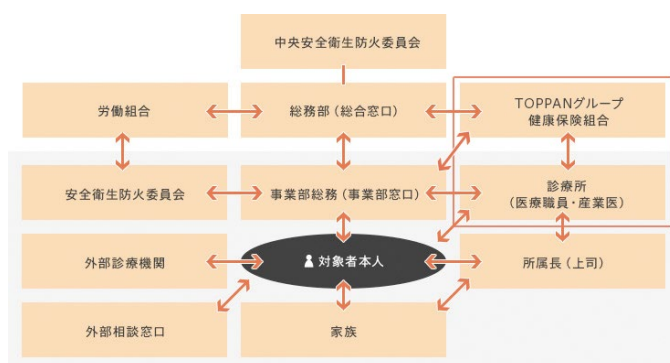 中央安全衛生防火委員会
労働組合
総務部（総合窓口）
TOPPANグループ
健康保険組合
安全衛生防火委員会
事業部総務（事業部窓口）
診療所
（医療職員・産業医）
外部診療機関
対象者本人
所属長（上司）
外部相談窓口
家族